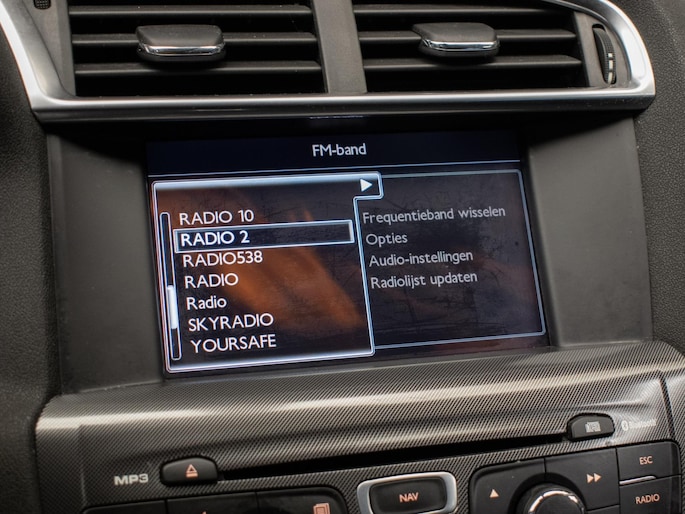 FM-band
RADIO 10
RADIO 2
RADIO538
RADIO
Radio
SKYRADIO
YOURSAFE
Frequentieband wisselen
Opties
Audio-instellingen
Radiolijst updaten
MP3
Bluetooth
NAV
ESC
RADIO